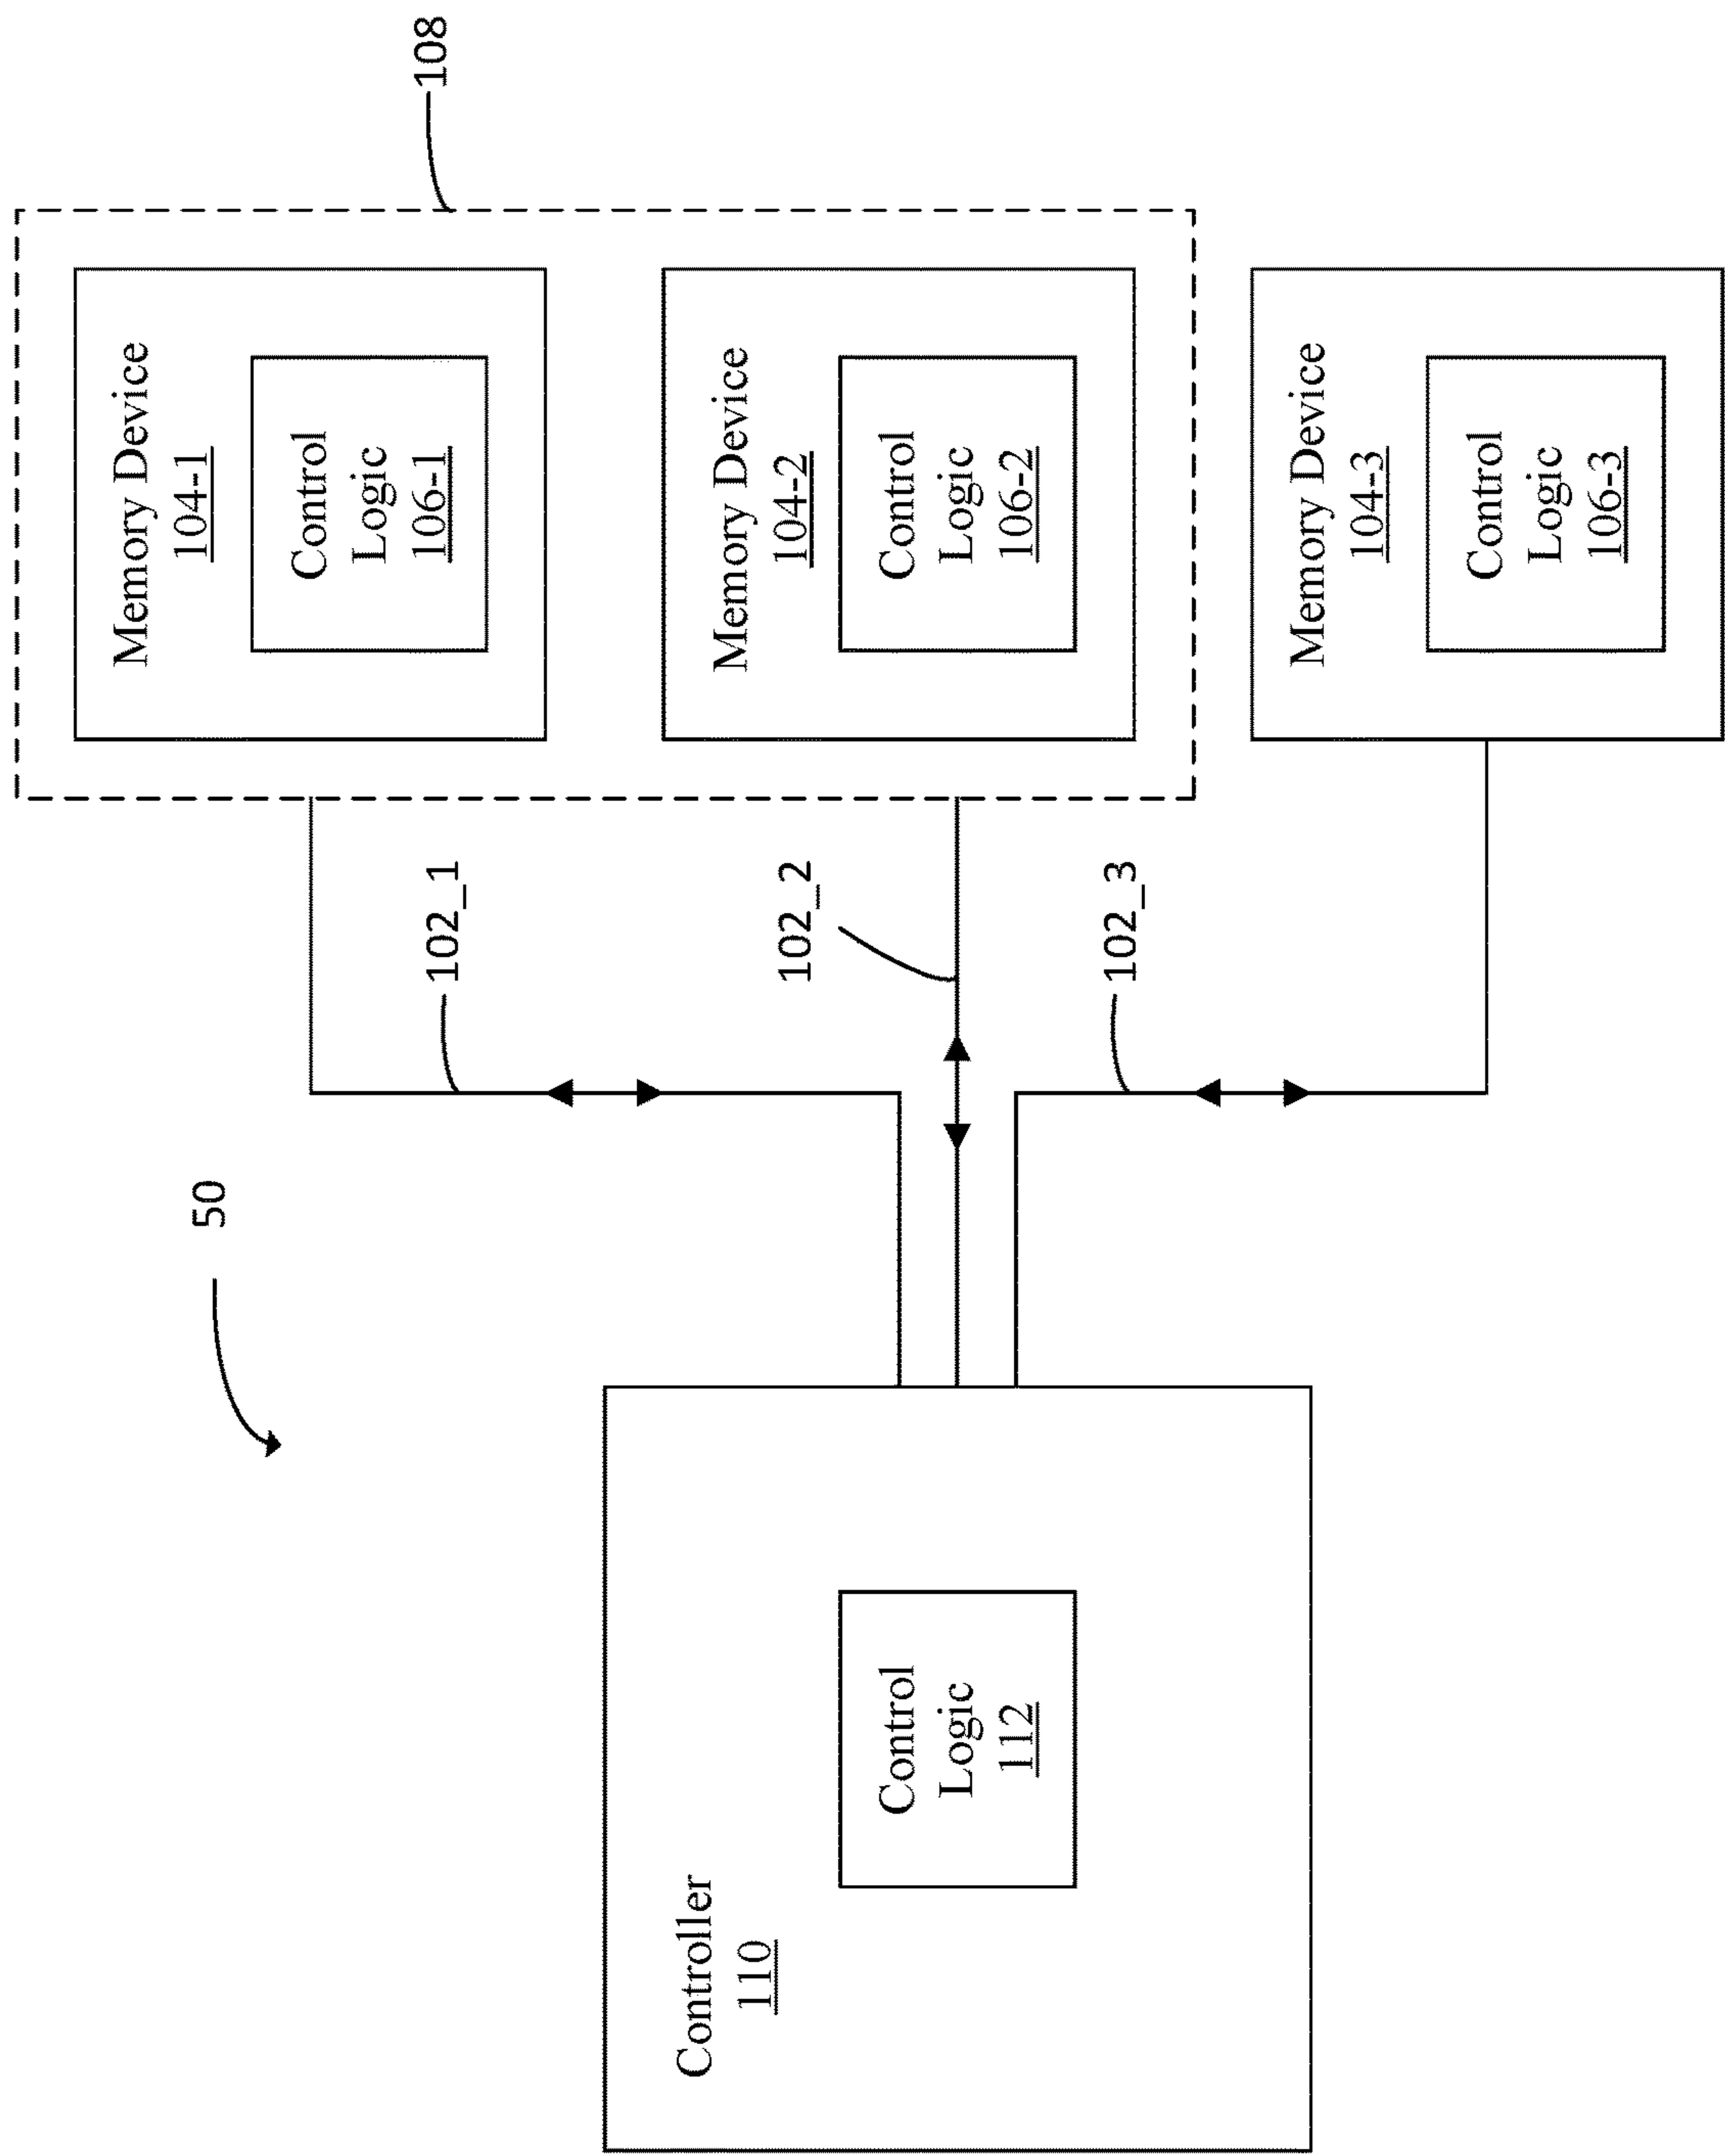 50
108
Memory Device
104-1
Control
Logic
106-1
102_1
Memory Device
104-2
Control
Logic
106-2
102_2
Memory Device
104-3
Control
Logic
106-3
102_3
Controller
110
Control
Logic
112